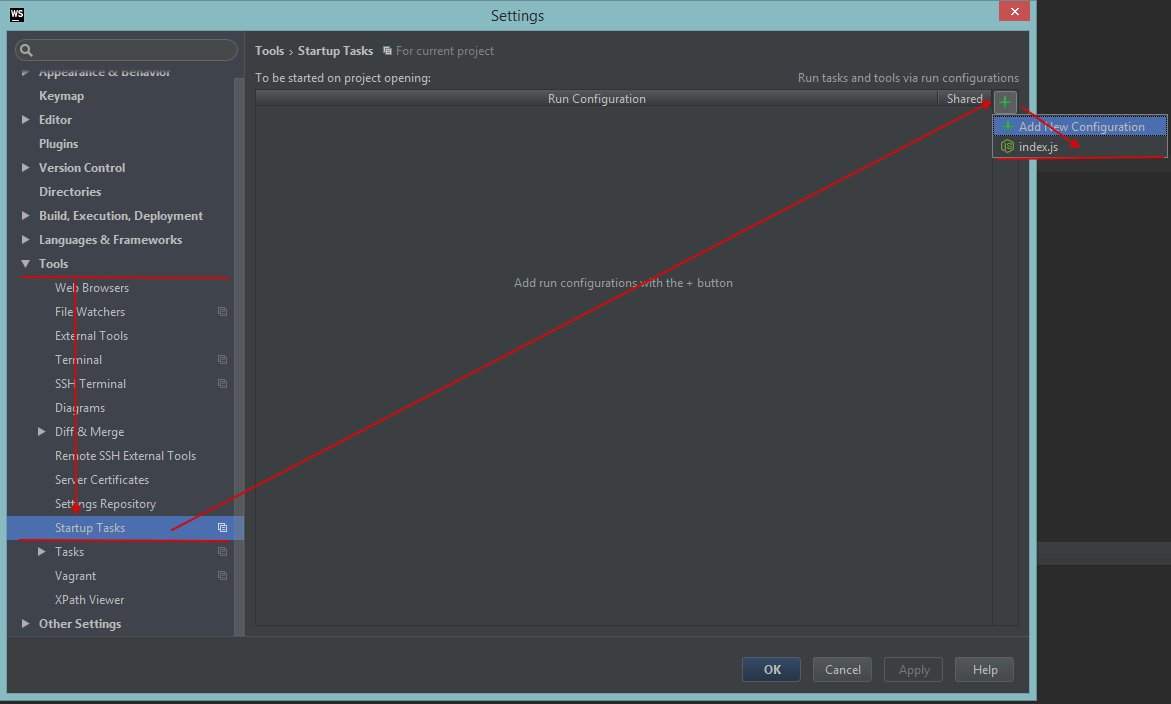 WS
Settings
Tools › Startup Tasks For current project
To be started on project opening: Run tasks and tools via run configurations
Run Configuration Shared
Add New Configuration
index.js
Add run configurations with the + button
Appearance & Behavior
Keymap
Editor
Plugins
Version Control
Directories
Build, Execution, Deployment
Languages & Frameworks
Tools
Web Browsers
File Watchers
External Tools
Terminal
SSH Terminal
Diagrams
Diff & Merge
Remote SSH External Tools
Server Certificates
Settings Repository
Startup Tasks
Tasks
Vagrant
XPath Viewer
Other Settings
OK Cancel Apply Help